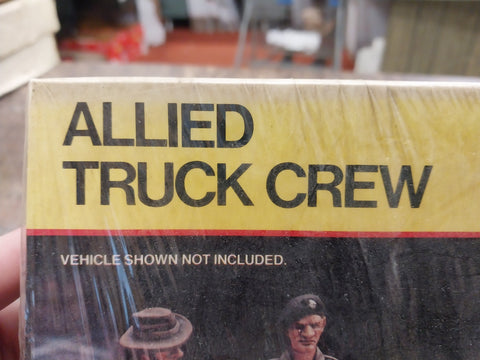 ALLIED
TRUCK CREW
VEHICLE SHOWN NOT INCLUDED.